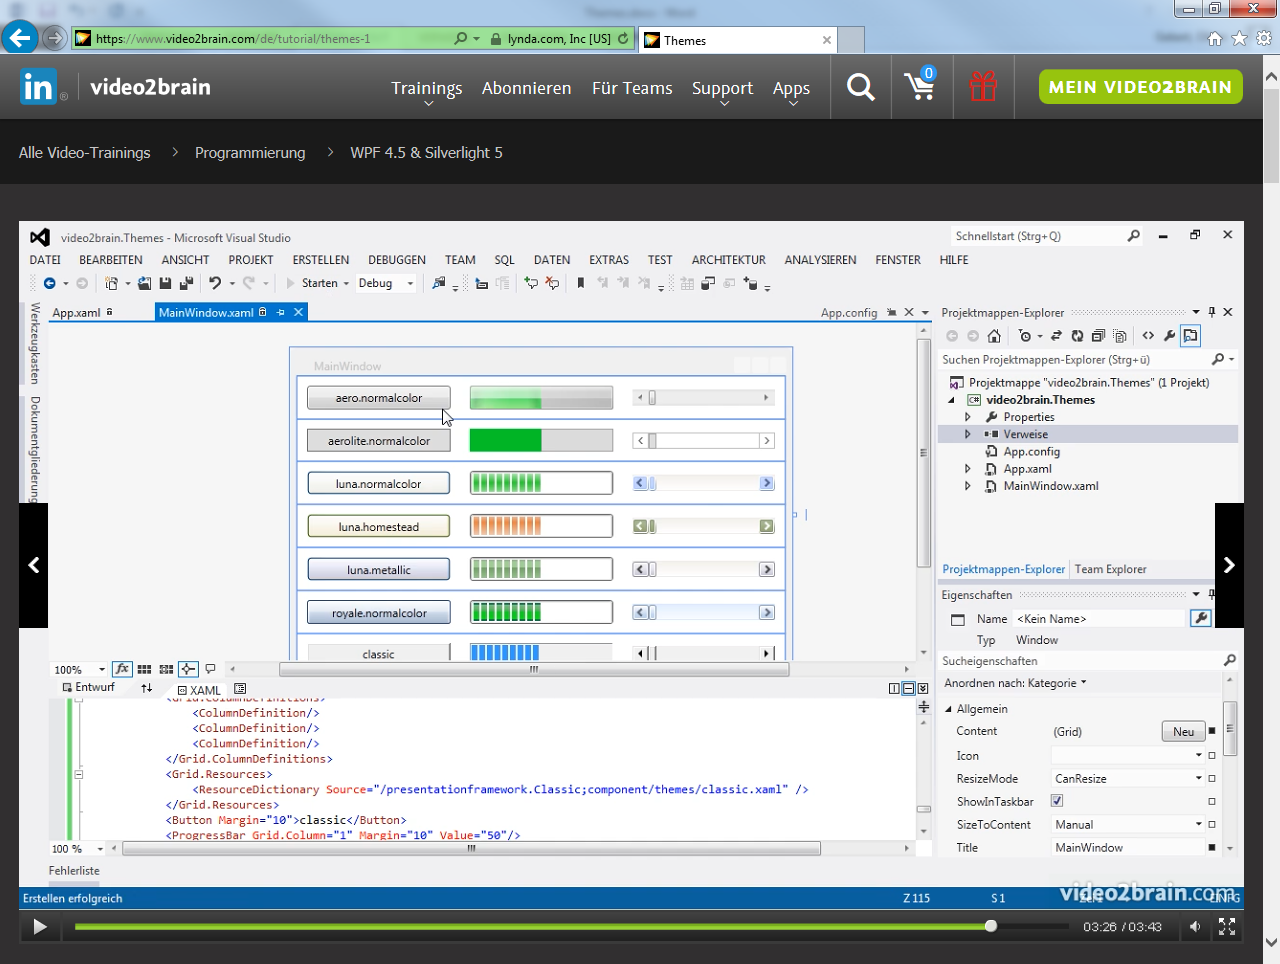 https://www.video2brain.com/de/tutorial/themes-1
lynda.com, Inc [US]
Themes
in
video2brain
Trainings
Abonnieren
Für Teams
Support
Apps
0
MEIN VIDEO2BRAIN
Alle Video-Trainings
Programmierung
WPF 4.5 & Silverlight 5
video2brain.Themes - Microsoft Visual Studio
Schnellstart (Strg+Q)
DATEI BEARBEITEN ANSICHT PROJEKT ERSTELLEN DEBUGGEN TEAM SQL DATEN EXTRAS TEST ARCHITEKTUR ANALYSIEREN FENSTER HILFE
Starten
Debug
Werkzeugkasten
Dokumentgliederung
App.xaml
MainWindow.xaml
App.config
MainWindow
aero.normalcolor
aerolite.normalcolor
luna.normalcolor
luna.homestead
luna.metallic
royale.normalcolor
classic
100%
fx
Entwurf
XAML
<Grid.ColumnDefinitions>
<ColumnDefinition/>
<ColumnDefinition/>
<ColumnDefinition/>
</Grid.ColumnDefinitions>
<Grid.Resources>
<ResourceDictionary Source="/presentationframework.Classic;component/themes/classic.xaml" />
</Grid.Resources>
<Button Margin="10">classic</Button>
<ProgressBar Grid.Column="1" Margin="10" Value="50"/>
100 %
Fehlerliste
Erstellen erfolgreich
Z 115
S 1
Projektmappen-Explorer
Suchen Projektmappen-Explorer (Strg+ü)
Projektmappe "video2brain.Themes" (1 Projekt)
video2brain.Themes
Properties
Verweise
App.config
App.xaml
MainWindow.xaml
Projektmappen-Explorer
Team Explorer
Eigenschaften
Name
<Kein Name>
Typ
Window
Sucheigenschaften
Anordnen nach: Kategorie
Allgemein
Content
(Grid)
Neu
Icon
ResizeMode
CanResize
ShowInTaskbar
SizeToContent
Manual
Title
MainWindow
video2brain.com
03:26 / 03:43